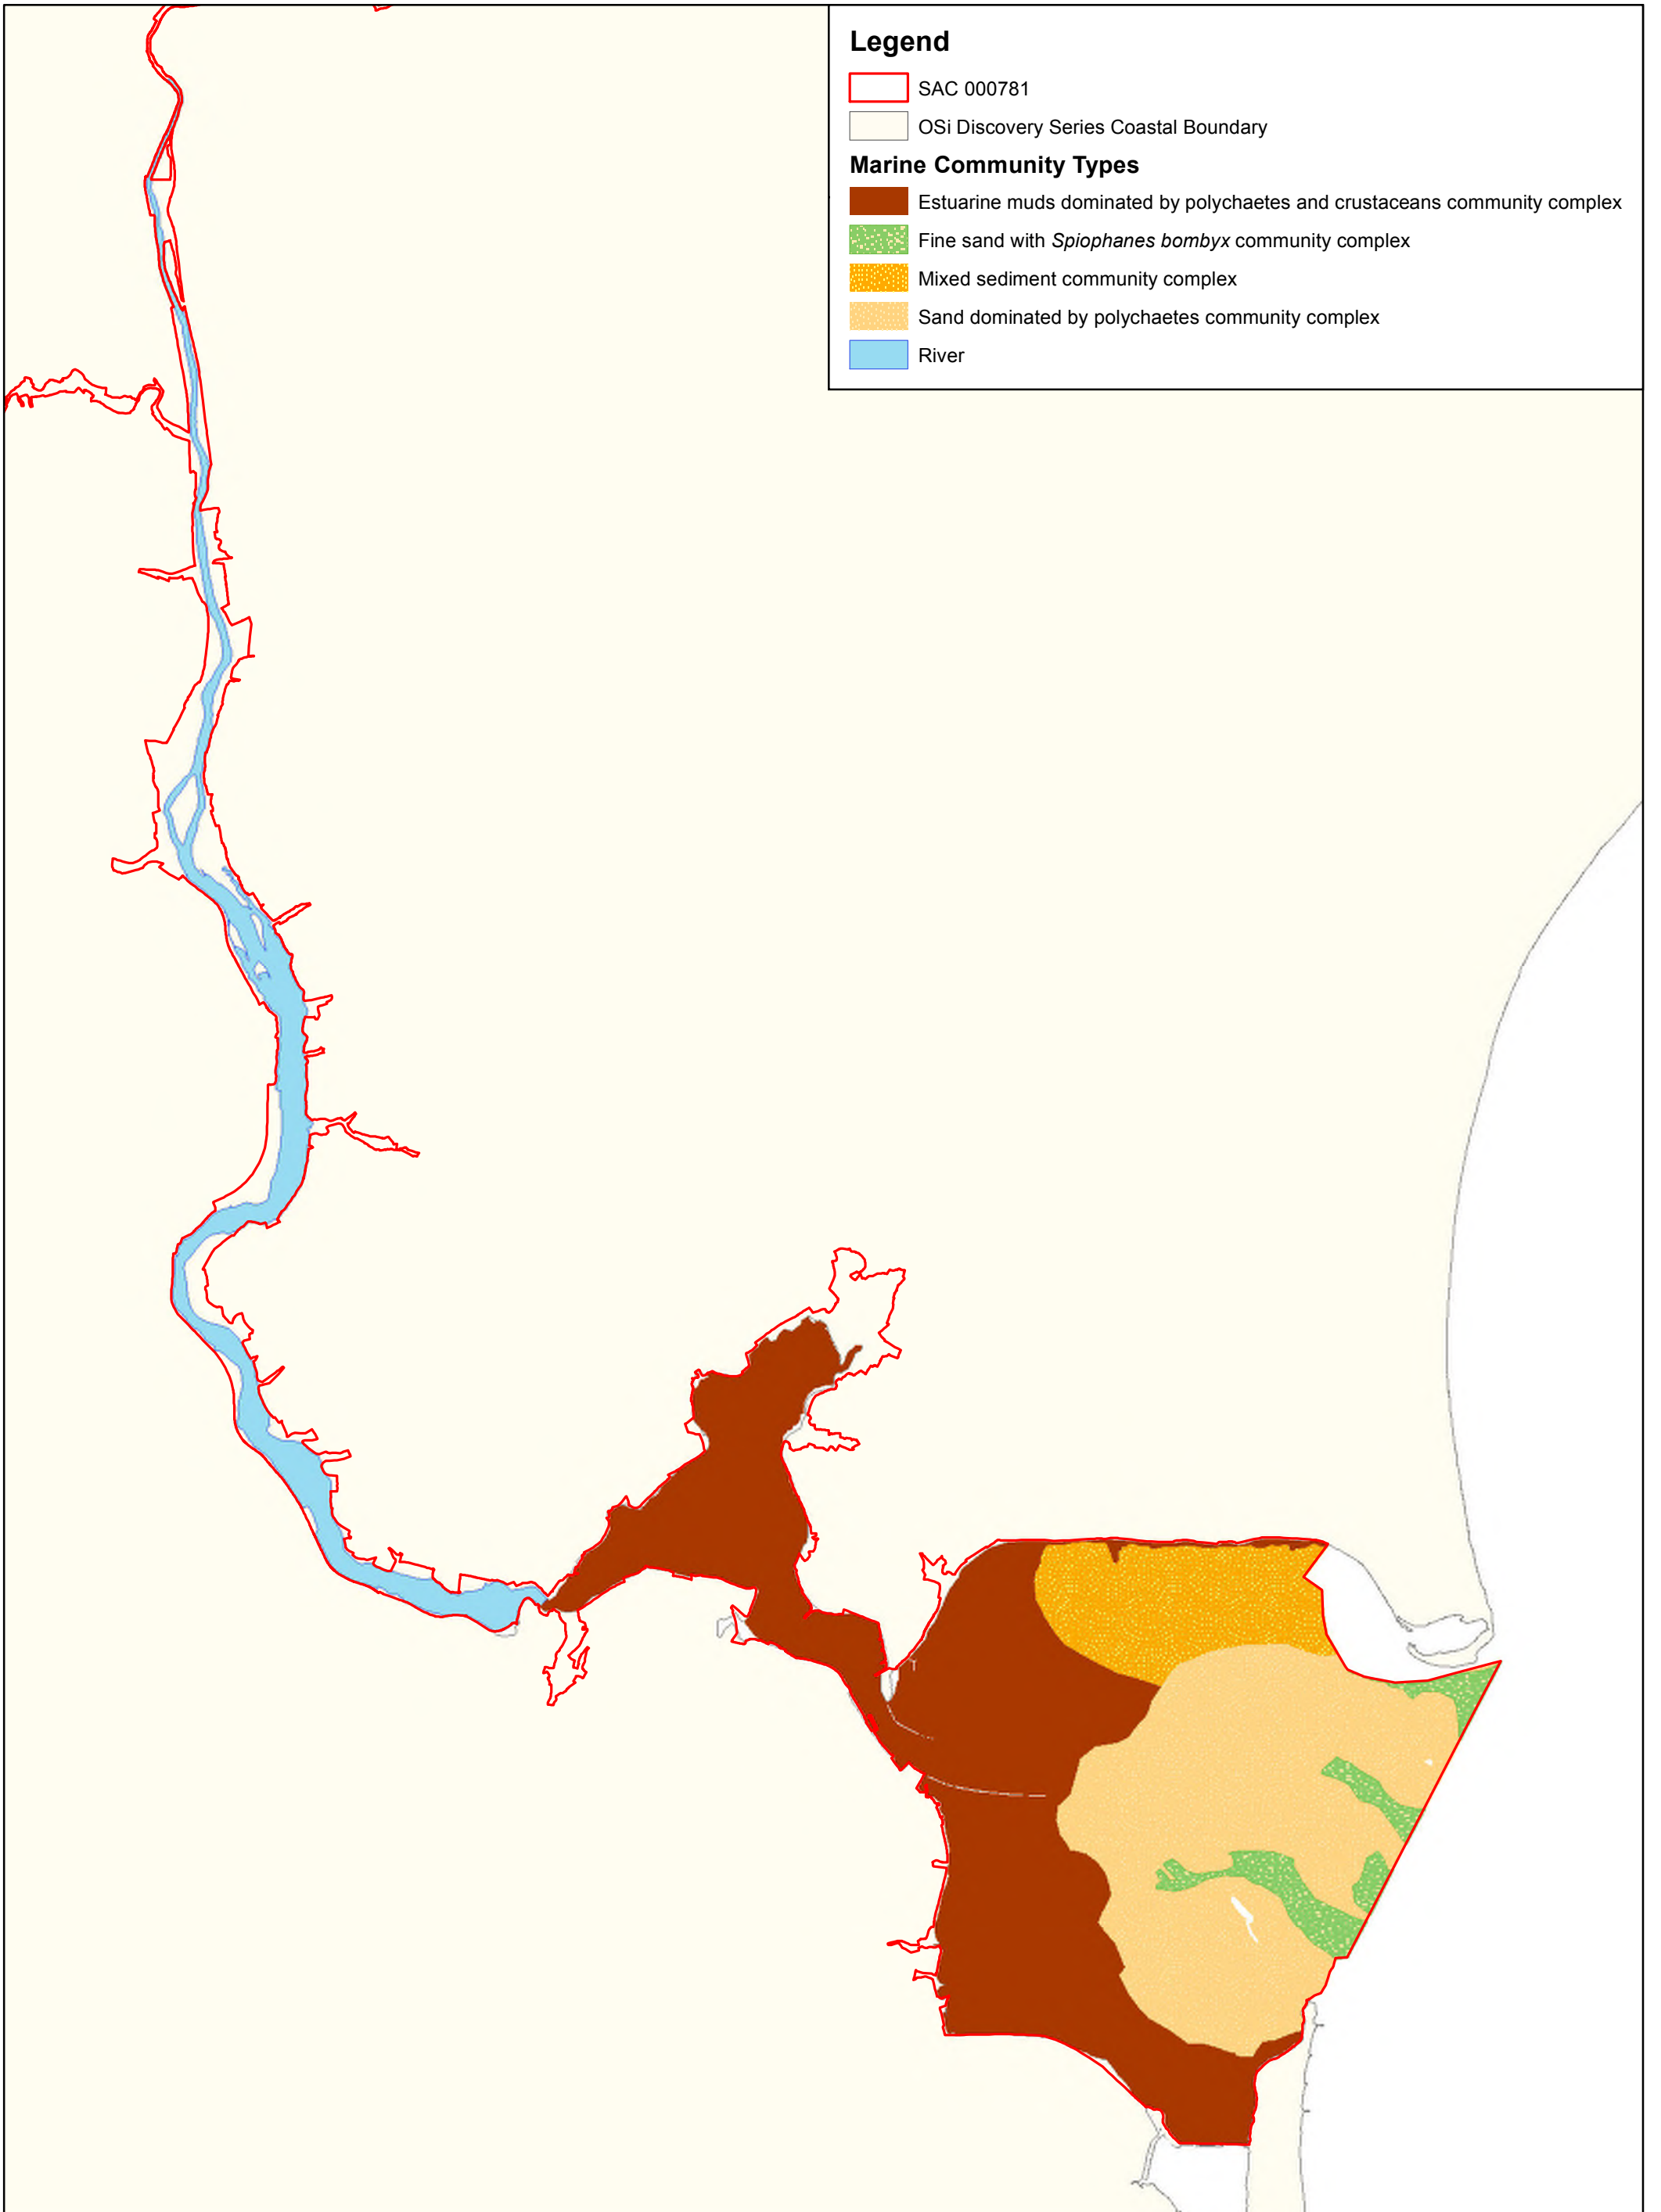 Legend
SAC 000781
OSi Discovery Series Coastal Boundary
Marine Community Types
Estuarine muds dominated by polychaetes and crustaceans community complex
Fine sand with Spiophanes bombyx community complex
Mixed sediment community complex
Sand dominated by polychaetes community complex
River